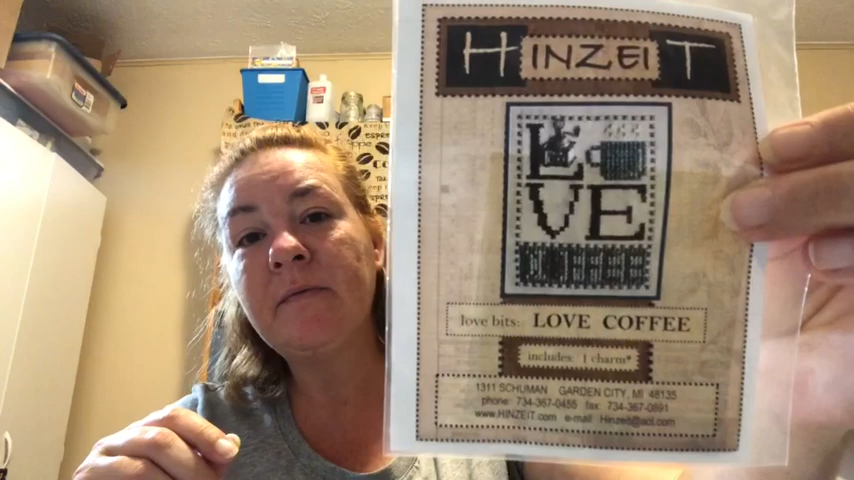 HINZEIT
LOVE
COFFEE
love bits: LOVE COFFEE
includes: 1 charm*
1311 SCHUMAN GARDEN CITY, MI 48135
phone: 734-367-0455 fax 734-367-0891
www.HINZEIT.com e-mail Hinzeit@aol.com